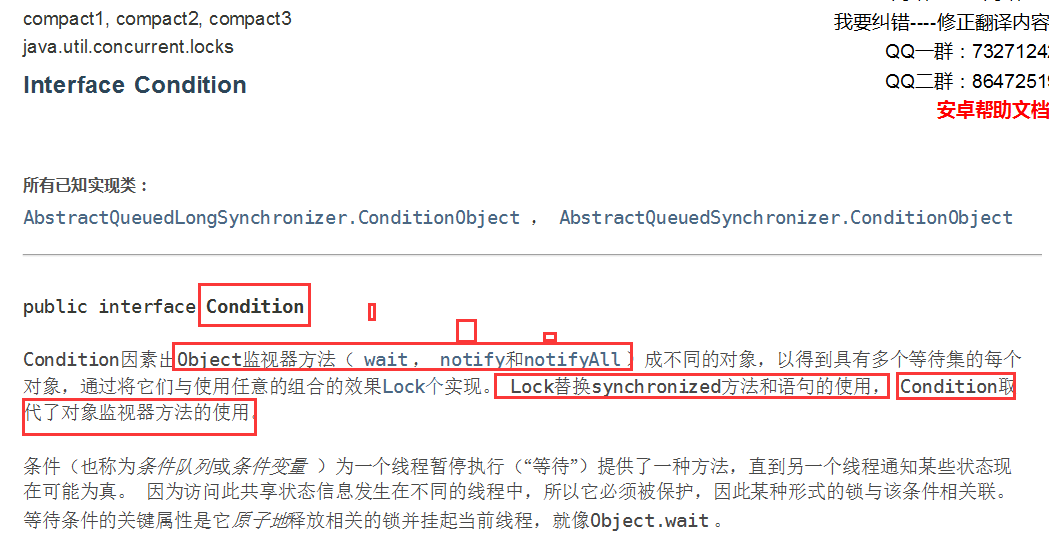 compact1, compact2, compact3
我要纠错----修正翻译内容
java.util.concurrent.locks
QQ一群：7327124
Interface Condition
QQ二群：8647251
安卓帮助文档
所有已知实现类：
AbstractQueuedLongSynchronizer.ConditionObject ， AbstractQueuedSynchronizer.ConditionObject
public interface Condition
Condition因素出Object监视器方法（ wait， notify和notifyAll ）成不同的对象，以得到具有多个等待集的每个
对象，通过将它们与使用任意的组合的效果Lock个实现。 Lock替换synchronized方法和语句的使用， Condition取
代了对象监视器方法的使用。
条件（也称为条件队列或条件变量 ）为一个线程暂停执行（“等待”）提供了一种方法，直到另一个线程通知某些状态现
在可能为真。 因为访问此共享状态信息发生在不同的线程中，所以它必须被保护，因此某种形式的锁与该条件相关联。
等待条件的关键属性是它原子地释放相关的锁并挂起当前线程，就像Object.wait 。